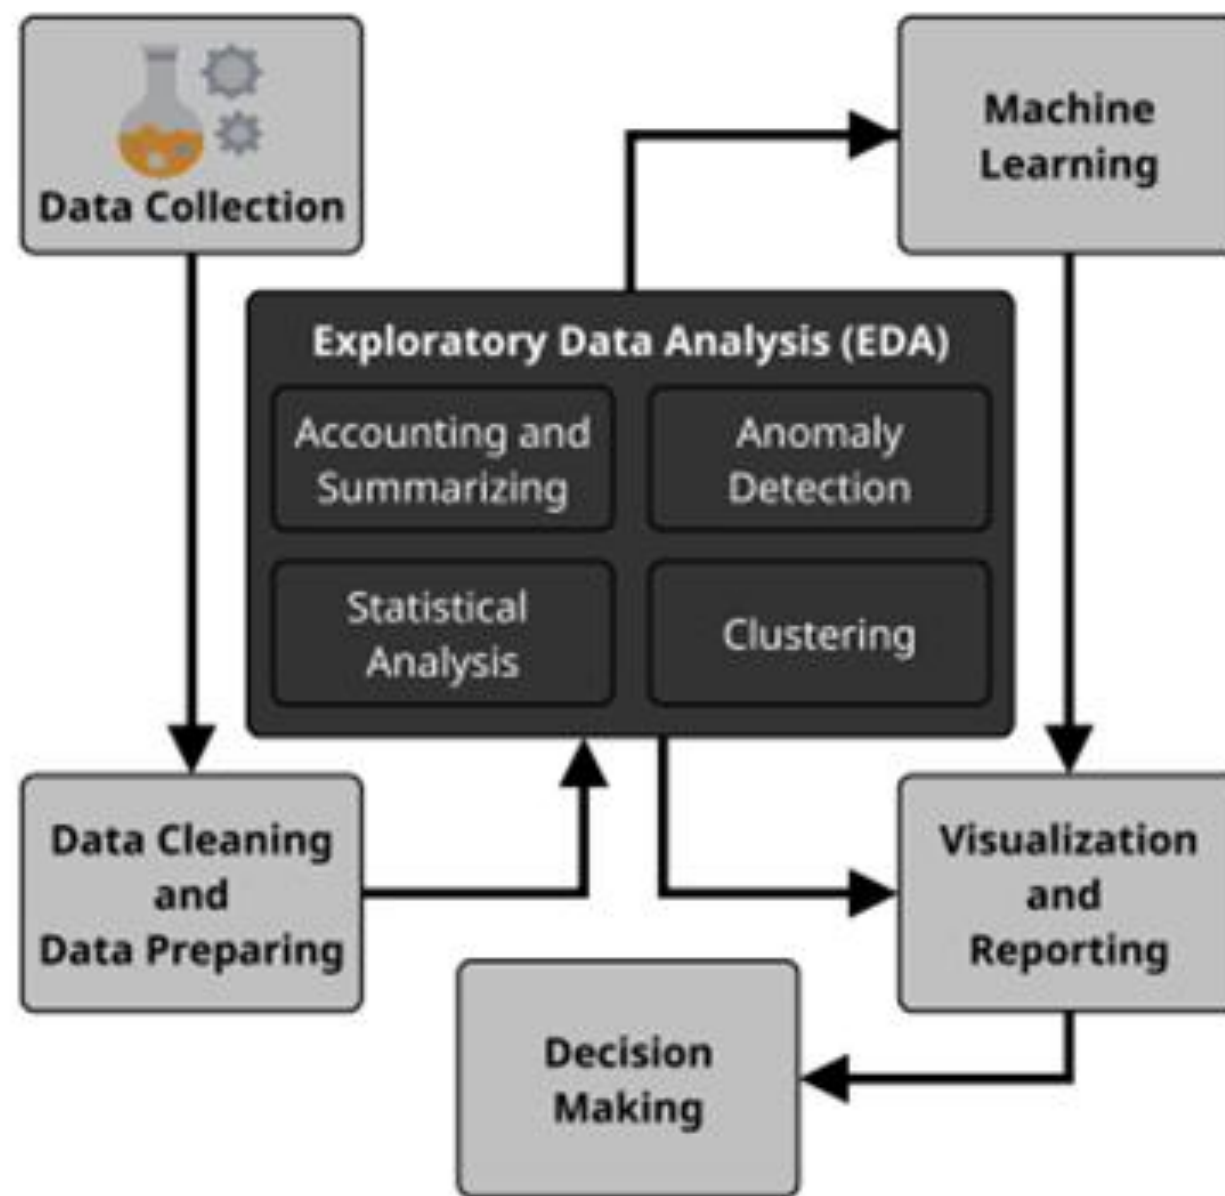 Data Collection
Machine
Learning
Exploratory Data Analysis (EDA)
Accounting and
Summarizing
Anomaly
Detection
Statistical
Analysis
Clustering
Data Cleaning
and
Data Preparing
Visualization
and
Reporting
Decision
Making